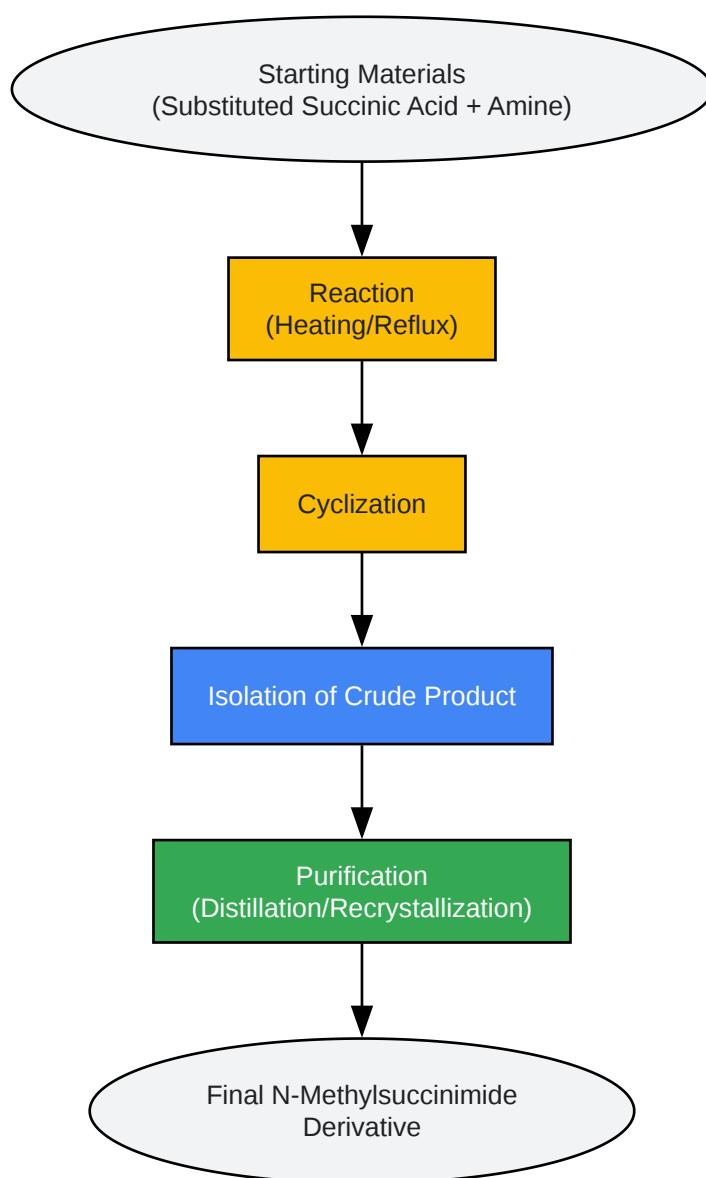 Starting Materials
(Substituted Succinic Acid + Amine)
Reaction
(Heating/Reflux)
Cyclization
Isolation of Crude Product
Purification
(Distillation/Recrystallization)
Final N-Methylsuccinimide
Derivative